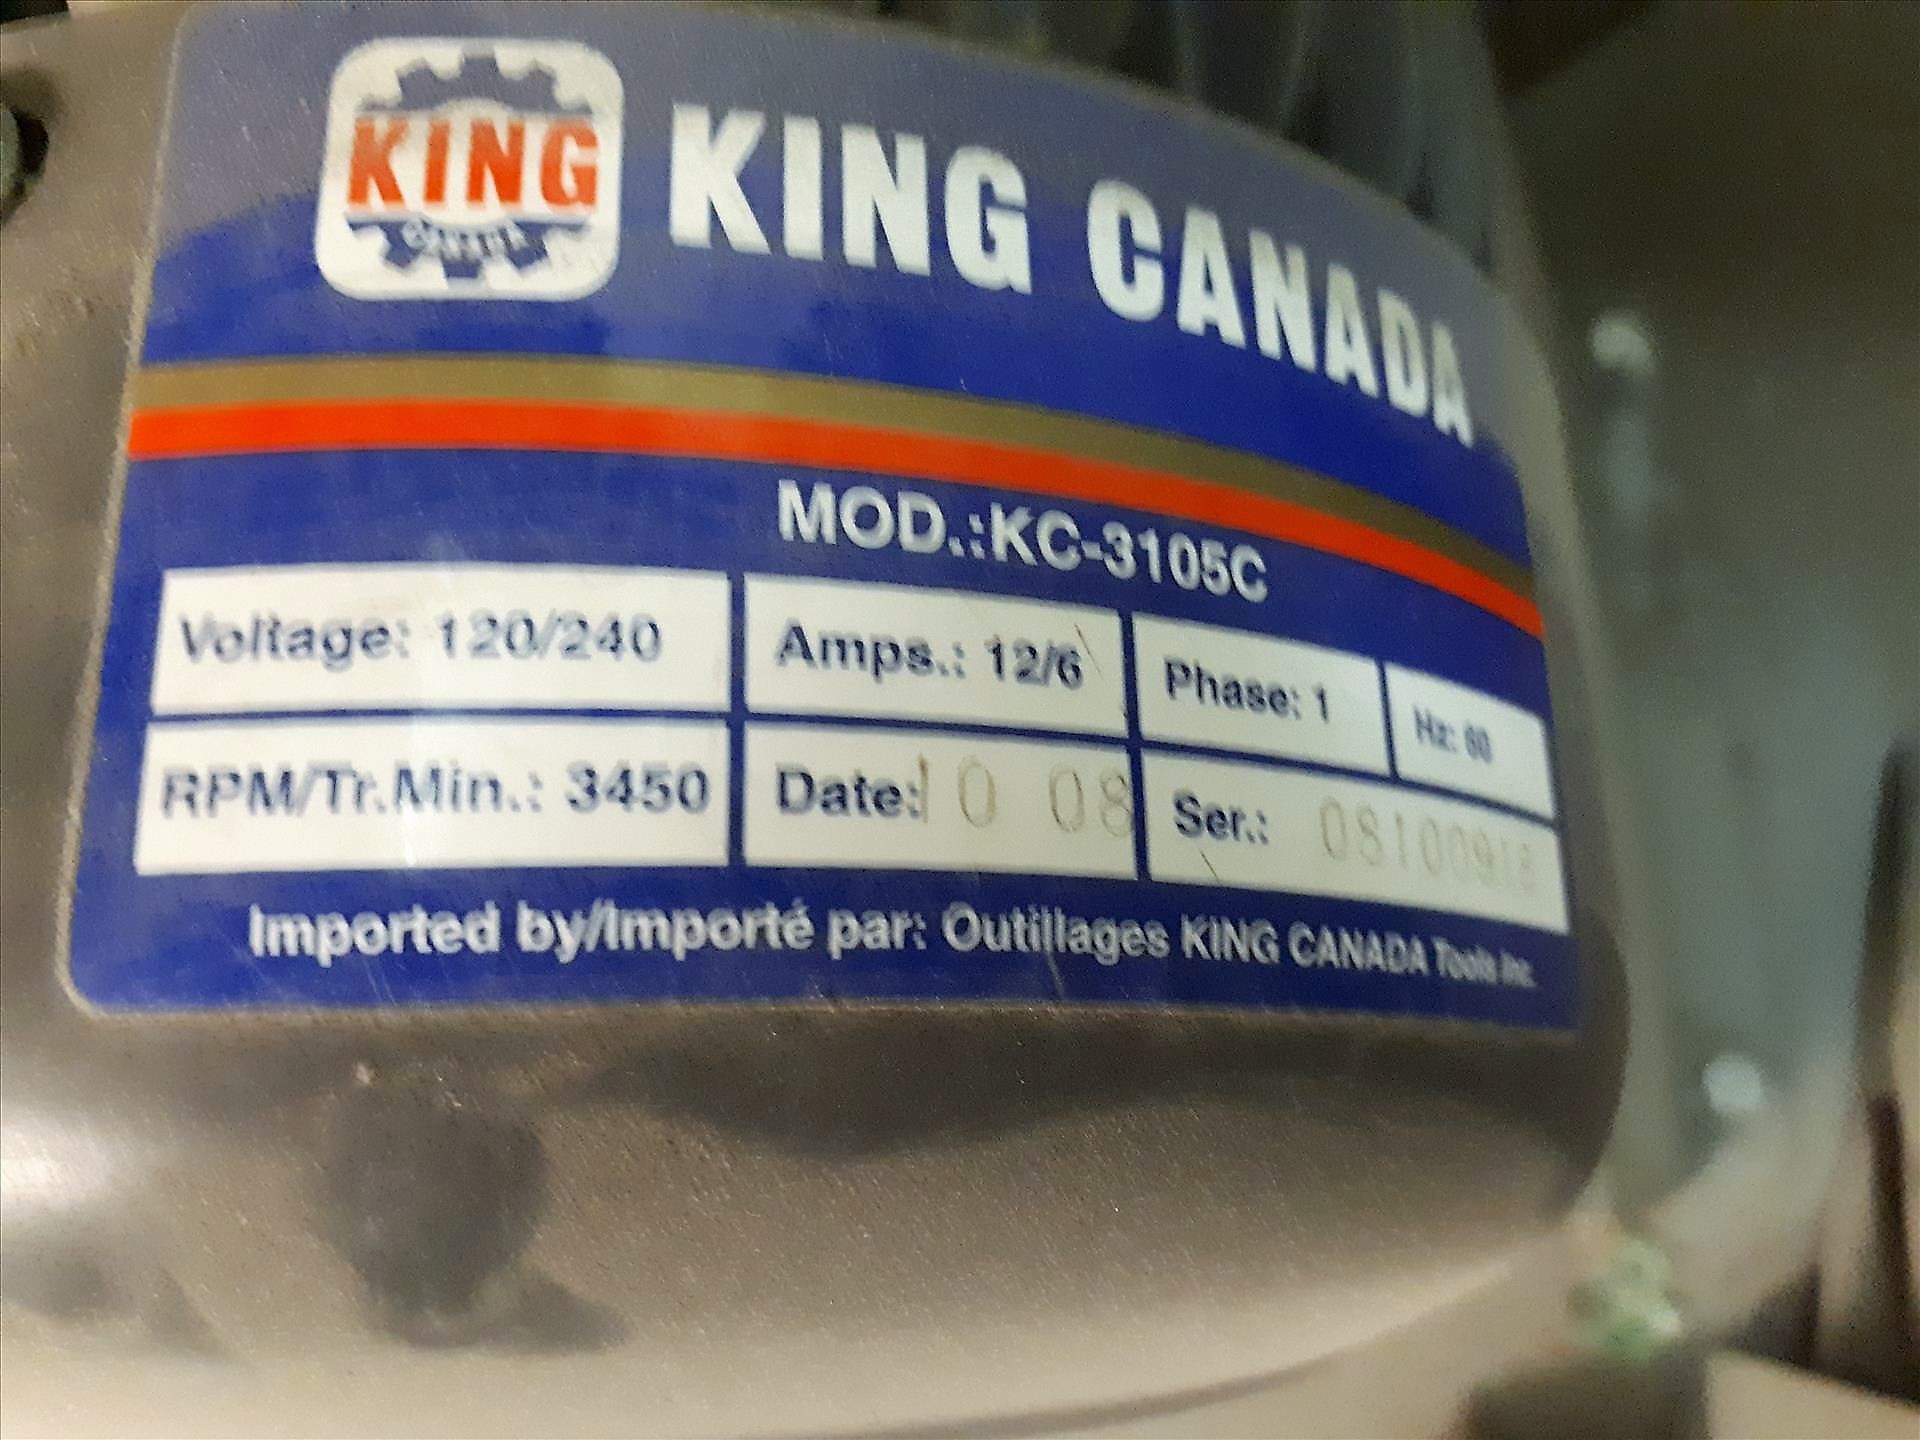 KING
CANADA
KING CANADA
MOD.:KC-3105C
Voltage: 120/240 Amps.: 12/6 Phase: 1 Hz: 60
RPM/Tr.Min.: 3450 Date: 10 08 Ser.:
Imported by/Importé par: Outillages KING CANADA Tools Inc.